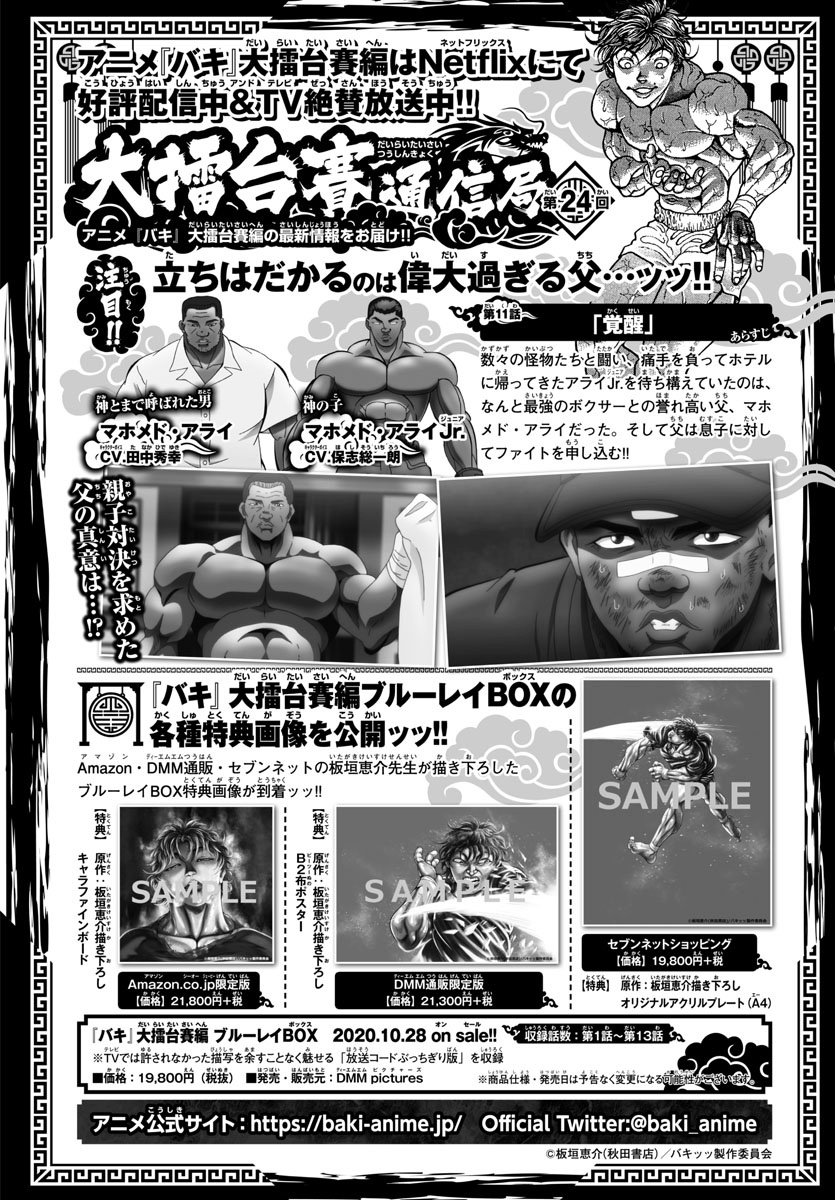 アニメ『バキ』大擂台賽編はNetflixにて
好評配信中&TV絶賛放送中!!
大擂台賽通信局
第24回
アニメ『バキ』大擂台賽編の最新情報をお届け!!
注目!!
立ちはだかるのは偉大過ぎる父…ッッ!!
神とまで呼ばれた男
マホメド・アライ
CV.田中秀幸
神の子
マホメド・アライJr.
CV.保志総一朗
第11話
「覚醒」
あらすじ
数々の怪物たちと闘い、痛手を負ってホテル
に帰ってきたアライJr.を待ち構えていたのは、
なんと最強のボクサーとの誉れ高い父、マホ
メド・アライだった。そして父は息子に対し
てファイトを申し込む!!
親子対決を求めた
父の真意は…!?
『バキ』大擂台賽編ブルーレイBOXの
各種特典画像を公開ッッ!!
Amazon・DMM通販・セブンネットの板垣恵介先生が描き下ろした
ブルーレイBOX特典画像が到着ッッ!!
【特典】 原作:板垣恵介描き下ろし
キャラファインボード
SAMPLE
Amazon.co.jp限定版
【価格】21,800円+税
【特典】 原作:板垣恵介描き下ろし
B2布ポスター
SAMPLE
DMM通販限定版
【価格】21,300円+税
SAMPLE
©板垣恵介(秋田書店)/バキッッ製作委員会
セブンネットショッピング
【価格】19,800円+税
【特典】 原作:板垣恵介描き下ろし
オリジナルアクリルプレート(A4)
『バキ』大擂台賽編 ブルーレイBOX 2020.10.28 on sale!!
収録話数:第1話~第13話
※TVでは許されなかった描写を余すことなく魅せる「放送コードぶっちぎり版」を収録
■価格:19,800円(税抜) ■発売・販売元:DMM pictures
※商品仕様・発売日は予告なく変更になる可能性がございます。
アニメ公式サイト:https://baki-anime.jp/ Official Twitter:@baki_anime
©板垣恵介(秋田書店)/バキッッ製作委員会